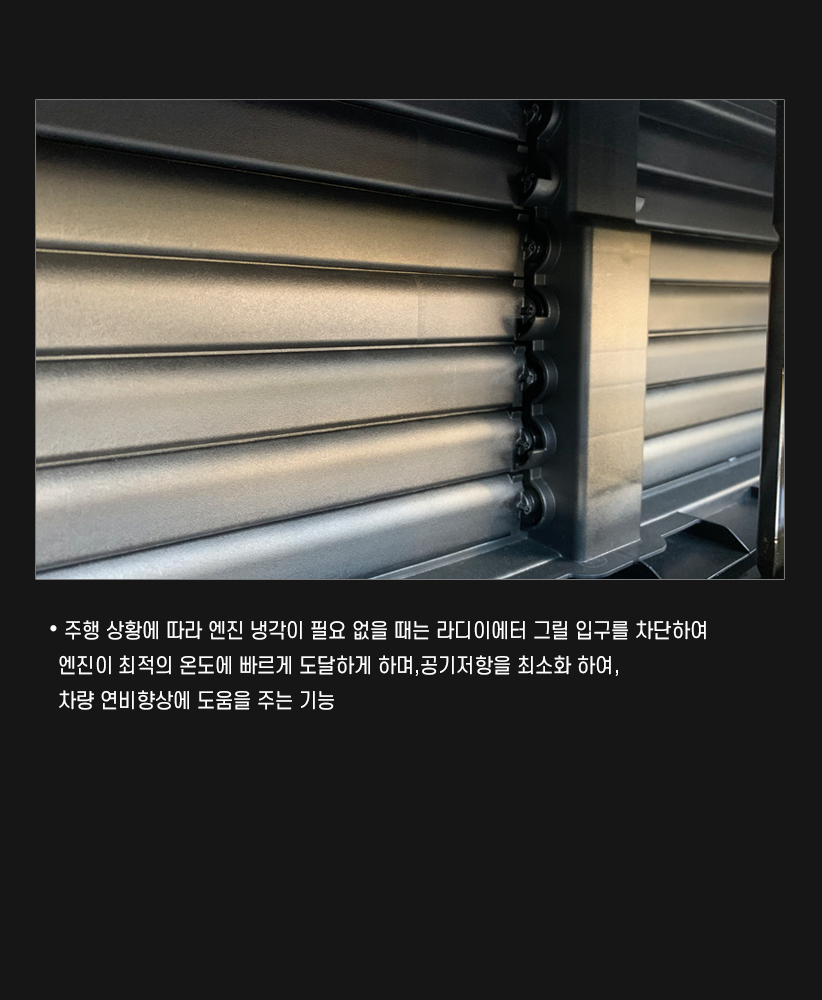 • 주행 상황에 따라 엔진 냉각이 필요 없을 때는 라디이에터 그릴 입구를 차단하여
엔진이 최적의 온도에 빠르게 도달하게 하며,공기저항을 최소화 하여,
차량 연비향상에 도움을 주는 기능